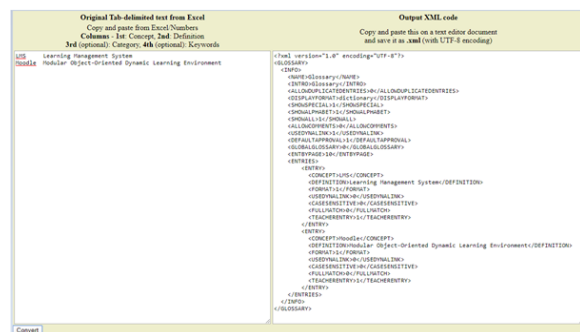 Original Tab-delimited text from Excel
Copy and paste from Excel/Numbers
Columns - 1st: Concept, 2nd: Definition
3rd (optional): Category, 4th (optional): Keywords
LMS Learning Management System
Moodle Modular Object-Oriented Dynamic Learning Environment
Convert
Output XML code
Copy and paste this on a text editor document
and save it as .xml (with UTF-8 encoding)
<?xml version="1.0" encoding="UTF-8"?>
<GLOSSARY>
<INFO>
<NAME>Glossary</NAME>
<INTRO>Glossary</INTRO>
<ALLOWDUPLICATEDENTRIES>0</ALLOWDUPLICATEDENTRIES>
<DISPLAYFORMAT>dictionary</DISPLAYFORMAT>
<SHOWSPECIAL>1</SHOWSPECIAL>
<SHOWALPHABET>1</SHOWALPHABET>
<SHOWALL>1</SHOWALL>
<ALLOWCOMMENTS>0</ALLOWCOMMENTS>
<USEDYNALINK>1</USEDYNALINK>
<DEFAULTAPPROVAL>1</DEFAULTAPPROVAL>
<GLOBALGLOSSARY>0</GLOBALGLOSSARY>
<ENTBYPAGE>10</ENTBYPAGE>
<ENTRIES>
<ENTRY>
<CONCEPT>LMS</CONCEPT>
<DEFINITION>Learning Management System</DEFINITION>
<FORMAT>1</FORMAT>
<USEDYNALINK>0</USEDYNALINK>
<CASESENSITIVE>0</CASESENSITIVE>
<FULLMATCH>0</FULLMATCH>
<TEACHERENTRY>1</TEACHERENTRY>
</ENTRY>
<ENTRY>
<CONCEPT>Moodle</CONCEPT>
<DEFINITION>Modular Object-Oriented Dynamic Learning Environment</DEFINITION>
<FORMAT>1</FORMAT>
<USEDYNALINK>0</USEDYNALINK>
<CASESENSITIVE>0</CASESENSITIVE>
<FULLMATCH>0</FULLMATCH>
<TEACHERENTRY>1</TEACHERENTRY>
</ENTRY>
</ENTRIES>
</INFO>
</GLOSSARY>